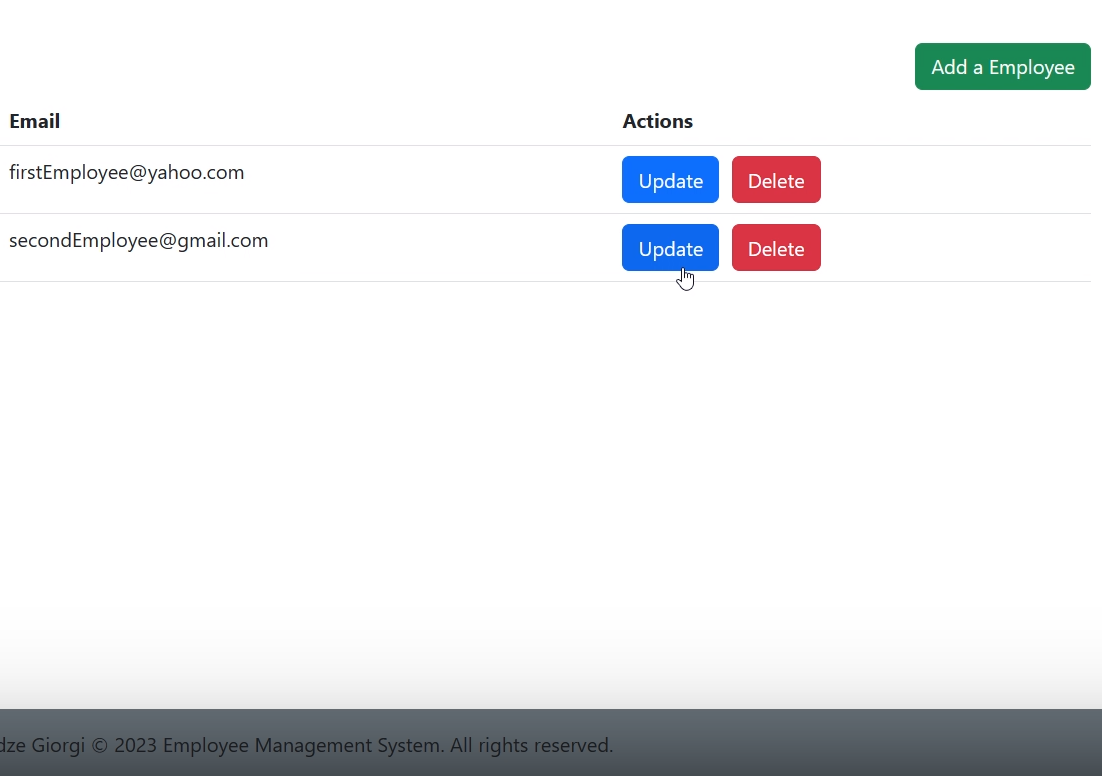 Add a Employee
Email Actions
firstEmployee@yahoo.com Update Delete
secondEmployee@gmail.com Update Delete
Giorgi © 2023 Employee Management System. All rights reserved.